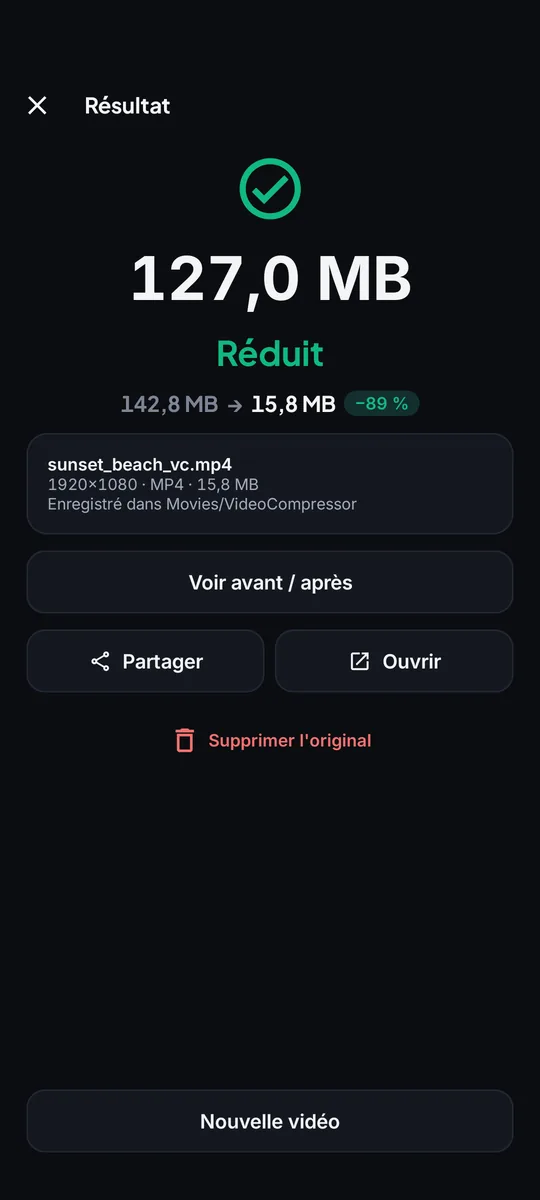 Résultat
127,0 MB
Réduit
142,8 MB → 15,8 MB −89 %
sunset_beach_vc.mp4
1920×1080 · MP4 · 15,8 MB
Enregistré dans Movies/VideoCompressor
Voir avant / après
Partager
Ouvrir
Supprimer l'original
Nouvelle vidéo